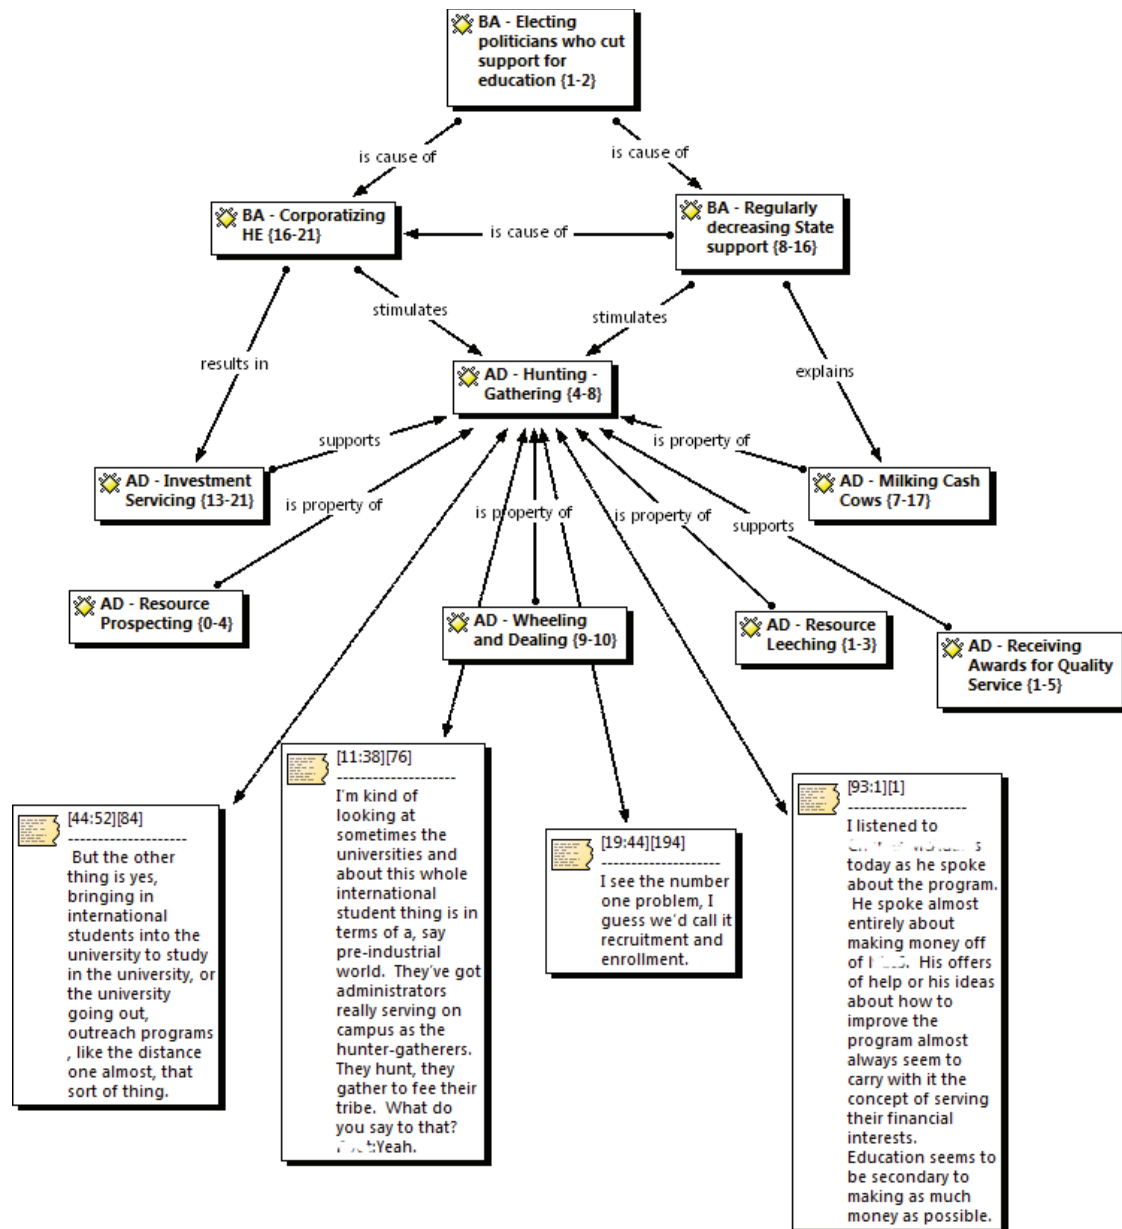 BA - Electing
politicians who cut
support for
education {1-2}
is cause of
is cause of
BA - Corporatizing
HE {16-21}
is cause of
BA - Regularly
decreasing State
support {8-16}
stimulates
stimulates
results in
explains
AD - Hunting -
Gathering {4-8}
supports
is property of
AD - Investment
Servicing {13-21}
AD - Milking Cash
Cows {7-17}
is property of
is property of
is property of
supports
AD - Resource
Prospecting {0-4}
AD - Wheeling
and Dealing {9-10}
AD - Resource
Leeching {1-3}
AD - Receiving
Awards for Quality
Service {1-5}
[44:52][84]
--------------------
But the other
thing is yes,
bringing in
international
students into the
university to study
in the university, or
the university
going out,
outreach programs
, like the distance
one almost, that
sort of thing.
[11:38][76]
--------------------
I'm kind of
looking at
sometimes the
universities and
about this whole
international
student thing is in
terms of a, say
pre-industrial
world.  They've got
administrators
really serving on
campus as the
hunter-gatherers.
They hunt, they
gather to fee their
tribe.  What do
you say to that?
Yeah.
[19:44][194]
--------------------
I see the number
one problem, I
guess we'd call it
recruitment and
enrollment.
[93:1][1]
--------------------
I listened to
today as he spoke
about the program.
He spoke almost
entirely about
making money off
of      His offers
of help or his ideas
about how to
improve the
program almost
always seem to
carry with it the
concept of serving
their financial
interests.
Education seems to
be secondary to
making as much
money as possible.